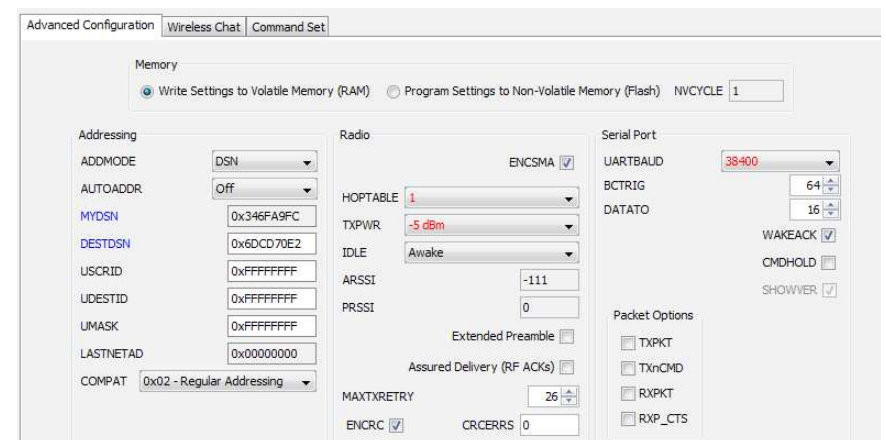 Advanced Configuration Wireless Chat Command Set
Memory
Write Settings to Volatile Memory (RAM) Program Settings to Non-Volatile Memory (Flash) NVCYCLE 1
Addressing
ADDMODE DSN
AUTOADDR Off
MYDSN 0x346FA9FC
DESTDSN 0x6DCD70E2
USCRID 0xFFFFFFFF
UDESTID 0xFFFFFFFF
UMASK 0xFFFFFFFF
LASTNETAD 0x00000000
COMPAT 0x02 - Regular Addressing
Radio
ENCSMA
HOPTABLE 1
TXPWR -5 dBm
IDLE Awake
ARSSI -111
PRSSI 0
Extended Preamble
Assured Delivery (RF ACKs)
MAXTXRETRY 26
ENCRC CRCERRS 0
Serial Port
UARTBAUD 38400
BCTRIG 64
DATATO 16
WAKEACK
CMDHOLD
SHOWVER
Packet Options
TXPKT
TXnCMD
RXPKT
RXP_CTS